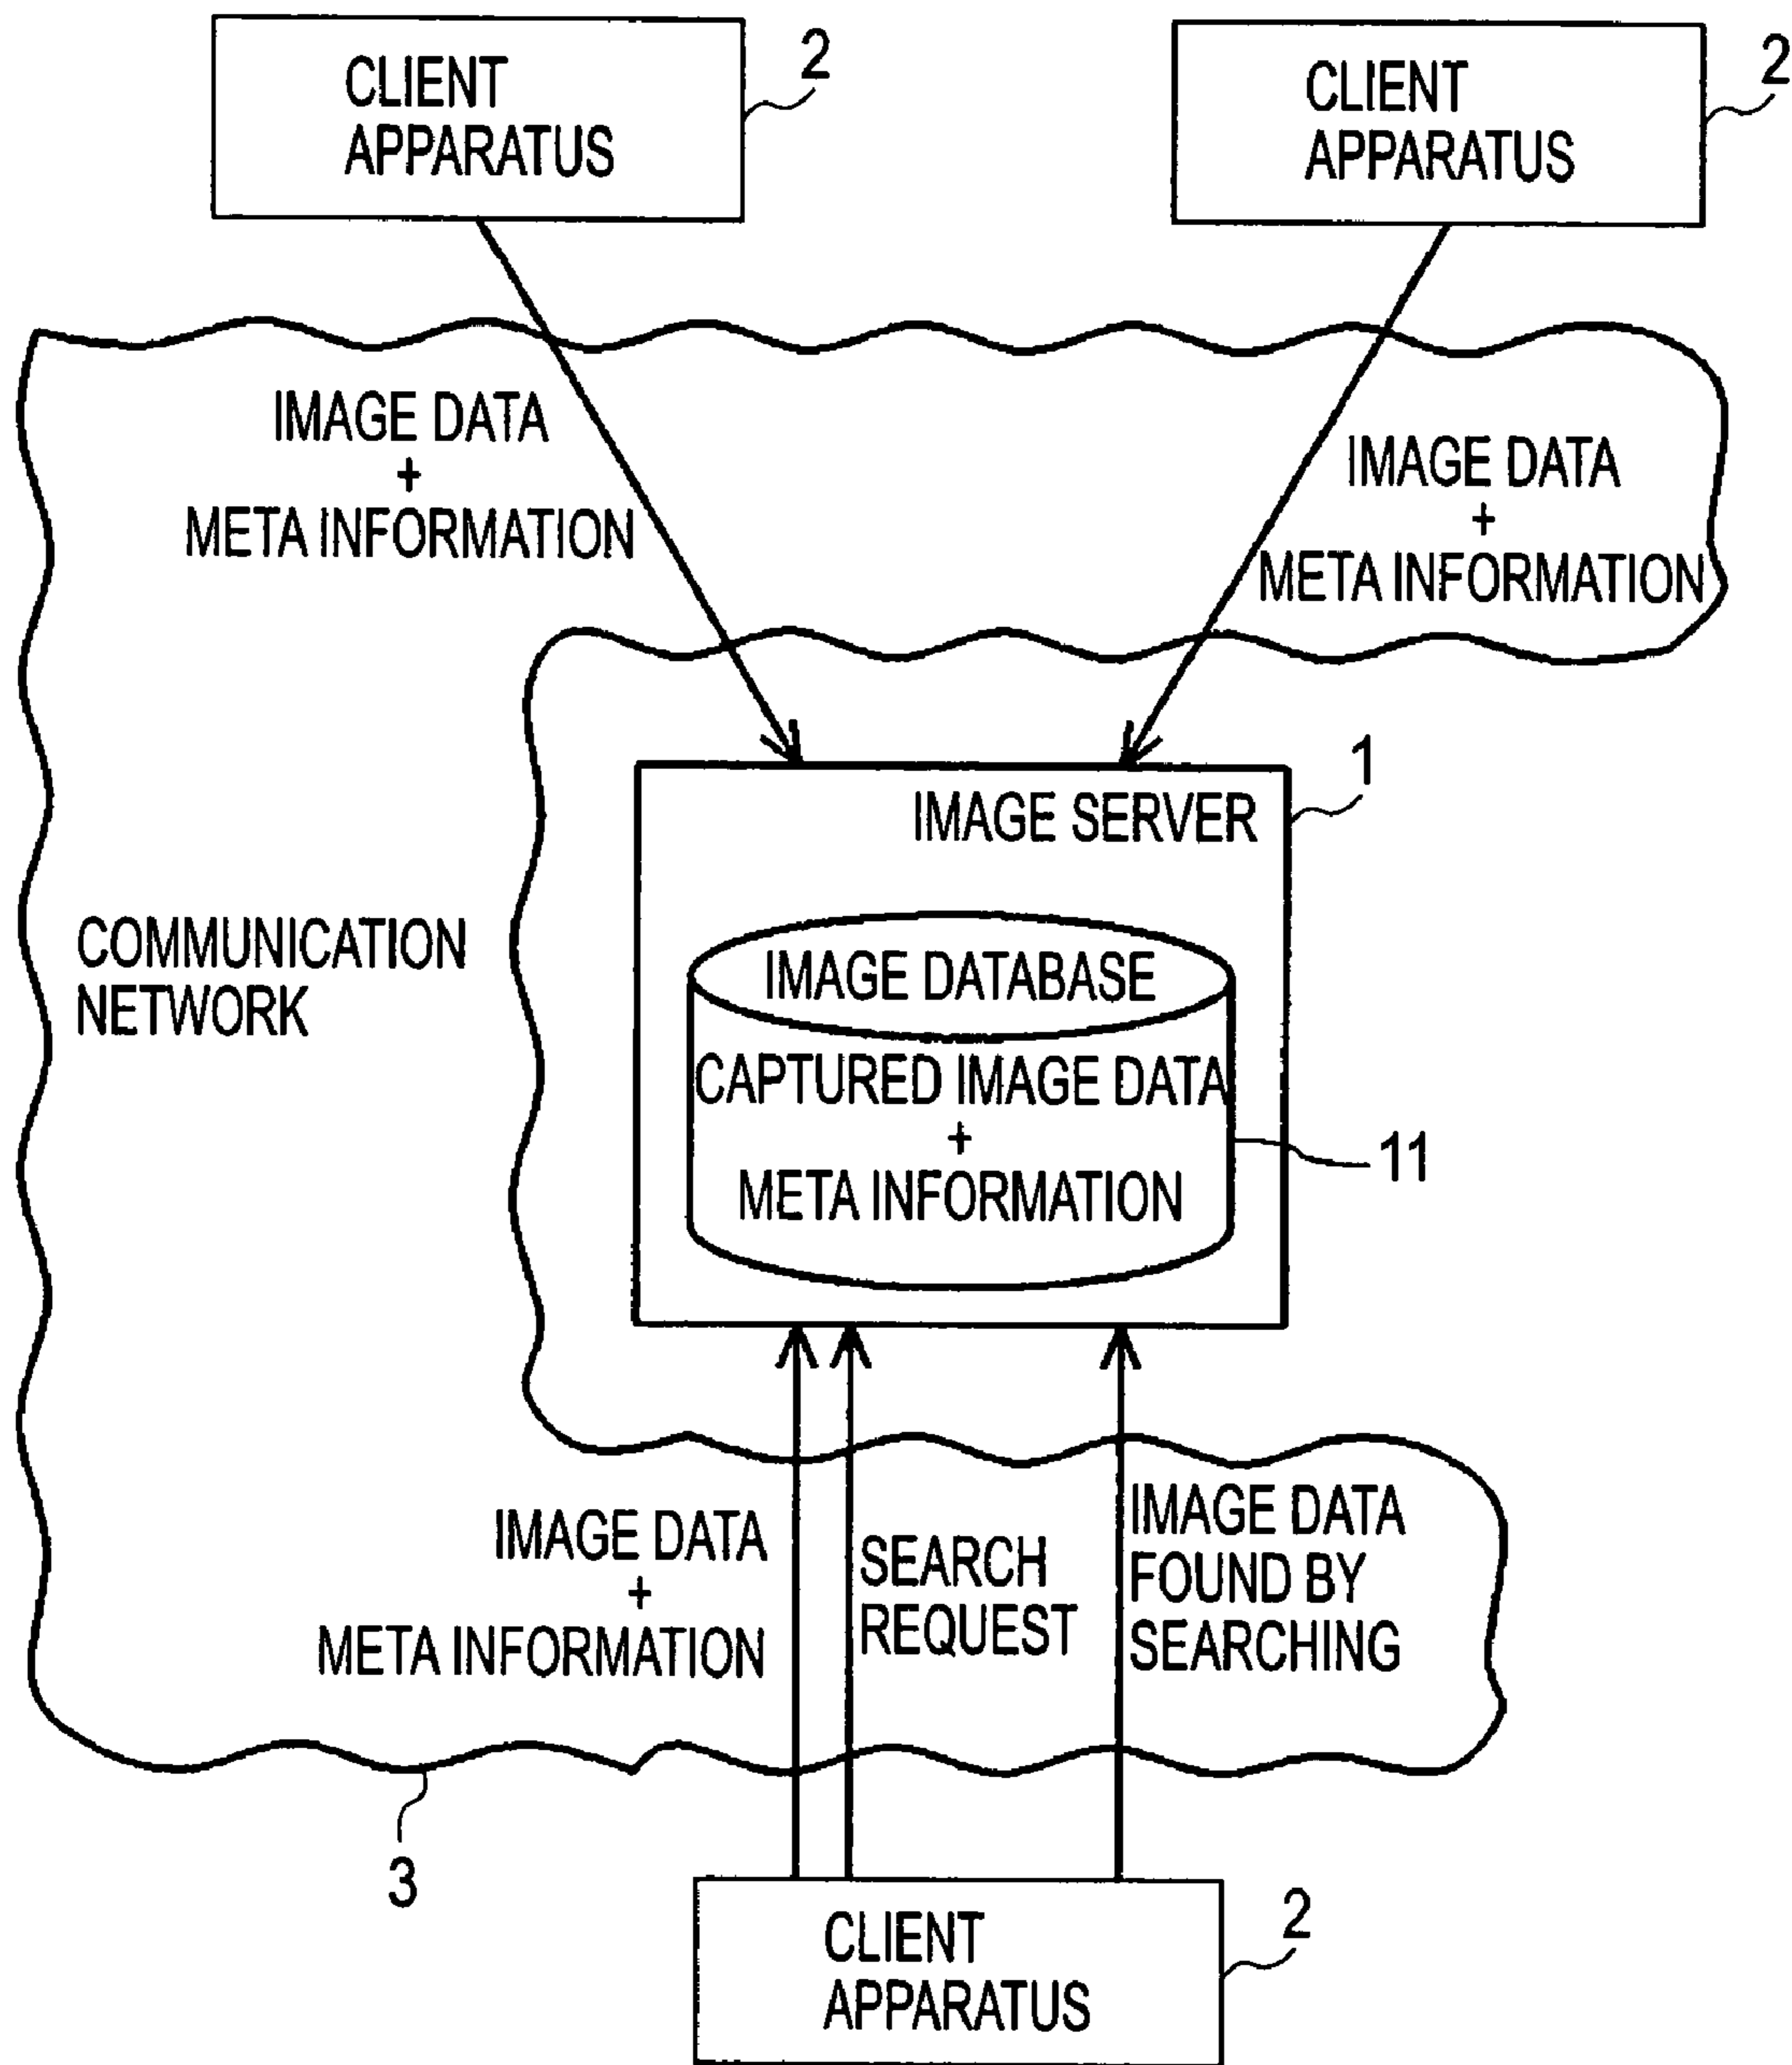 CLIENT
APPARATUS
2
CLIENT
APPARATUS
2
IMAGE DATA
+
META INFORMATION
IMAGE DATA
+
META INFORMATION
1
IMAGE SERVER
COMMUNICATION
NETWORK
IMAGE DATABASE
CAPTURED IMAGE DATA
+
META INFORMATION
11
IMAGE DATA
+
META INFORMATION
SEARCH
REQUEST
IMAGE DATA
FOUND BY
SEARCHING
3
CLIENT
APPARATUS
2